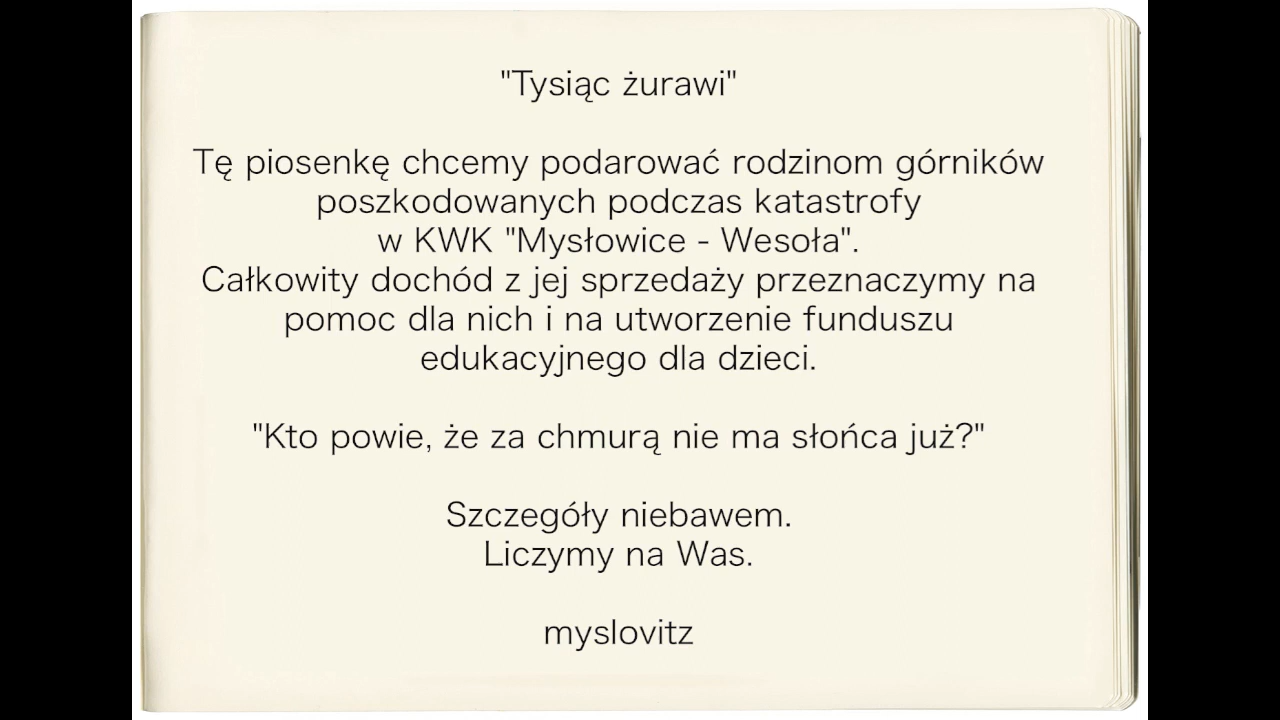 "Tysiąc żurawi"
Tę piosenkę chcemy podarować rodzinom górników
poszkodowanych podczas katastrofy
w KWK "Mysłowice - Wesoła".
Całkowity dochód z jej sprzedaży przeznaczymy na
pomoc dla nich i na utworzenie funduszu
edukacyjnego dla dzieci.
"Kto powie, że za chmurą nie ma słońca już?"
Szczegóły niebawem.
Liczymy na Was.
myslovitz